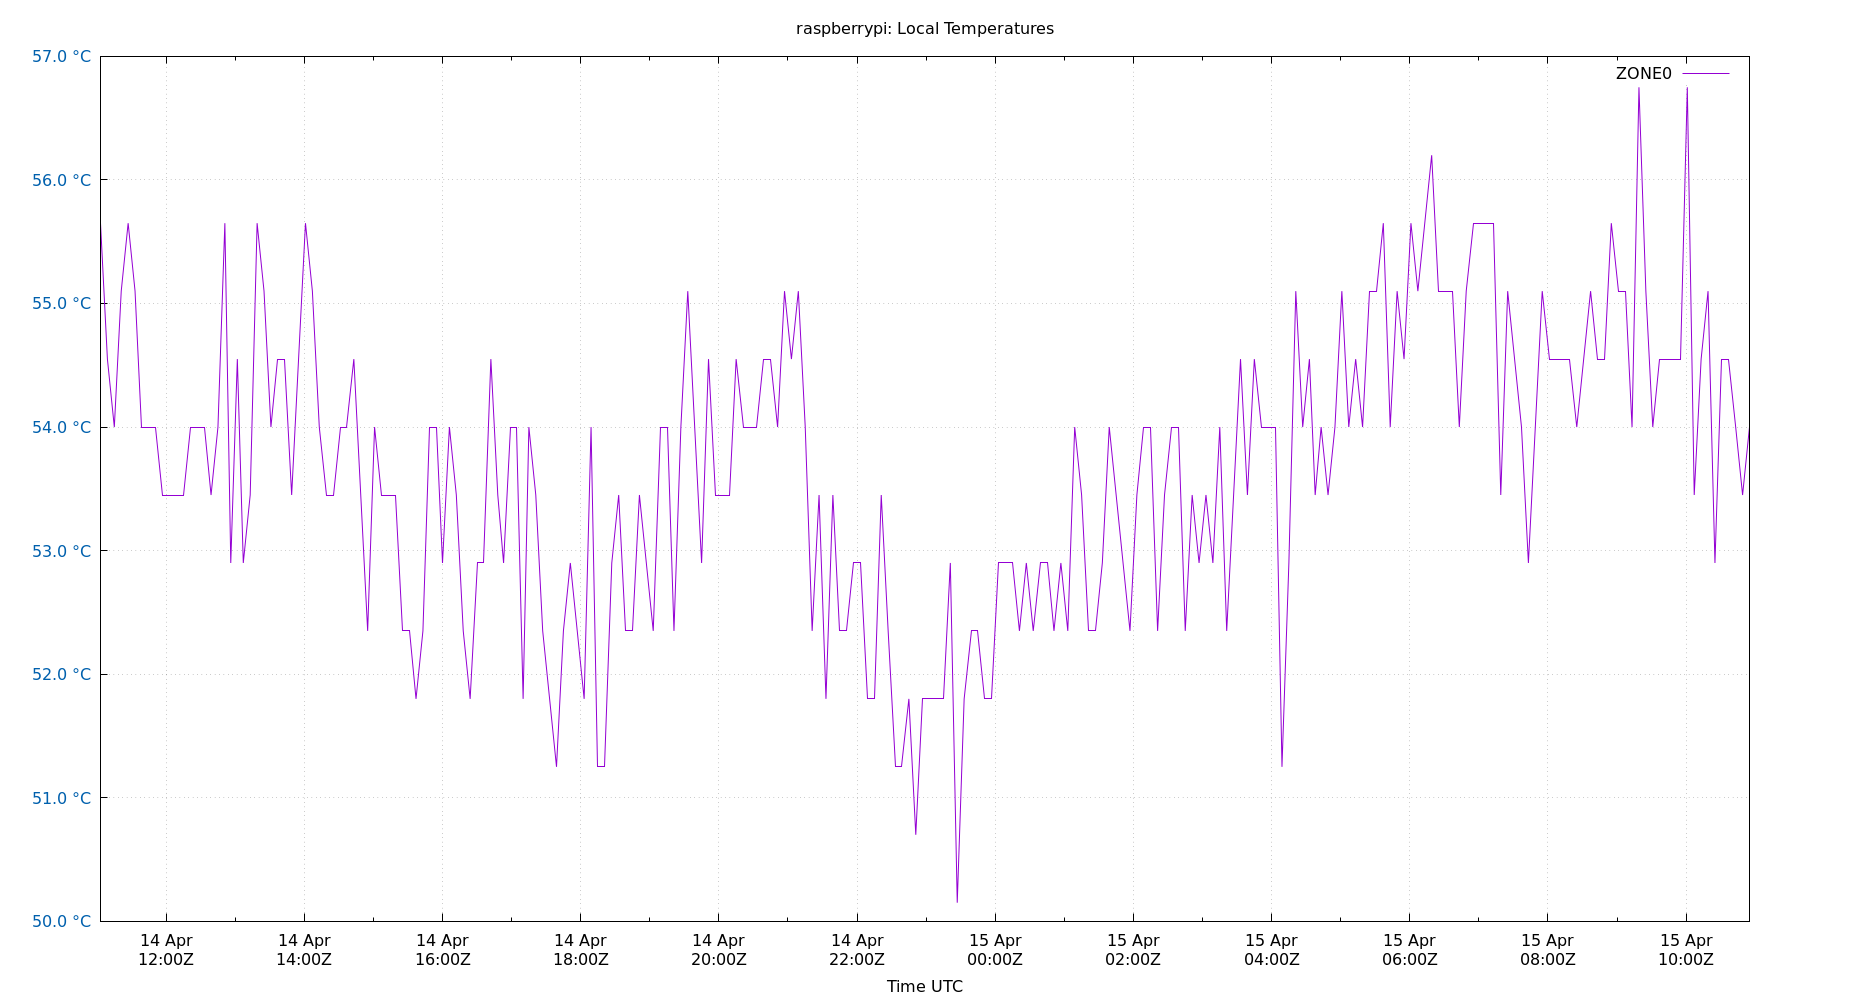 raspberrypi: Local Temperatures
57.0 °C
ZONE0
56.0 °C
55.0 °C
54.0 °C
53.0 °C
52.0 °C
51.0 °C
50.0 °C
14 Apr 14 Apr 14 Apr 14 Apr 14 Apr 14 Apr 15 Apr 15 Apr 15 Apr 15 Apr 15 Apr 15 Apr
12:00Z 14:00Z 16:00Z 18:00Z 20:00Z 22:00Z 00:00Z 02:00Z 04:00Z 06:00Z 08:00Z 10:00Z
Time UTC